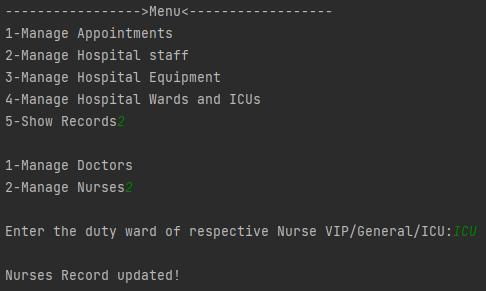 ----------------->Menu<-----------------
1-Manage Appointments
2-Manage Hospital staff
3-Manage Hospital Equipment
4-Manage Hospital Wards and ICUs
5-Show Records2
1-Manage Doctors
2-Manage Nurses2
Enter the duty ward of respective Nurse VIP/General/ICU:ICU
Nurses Record updated!